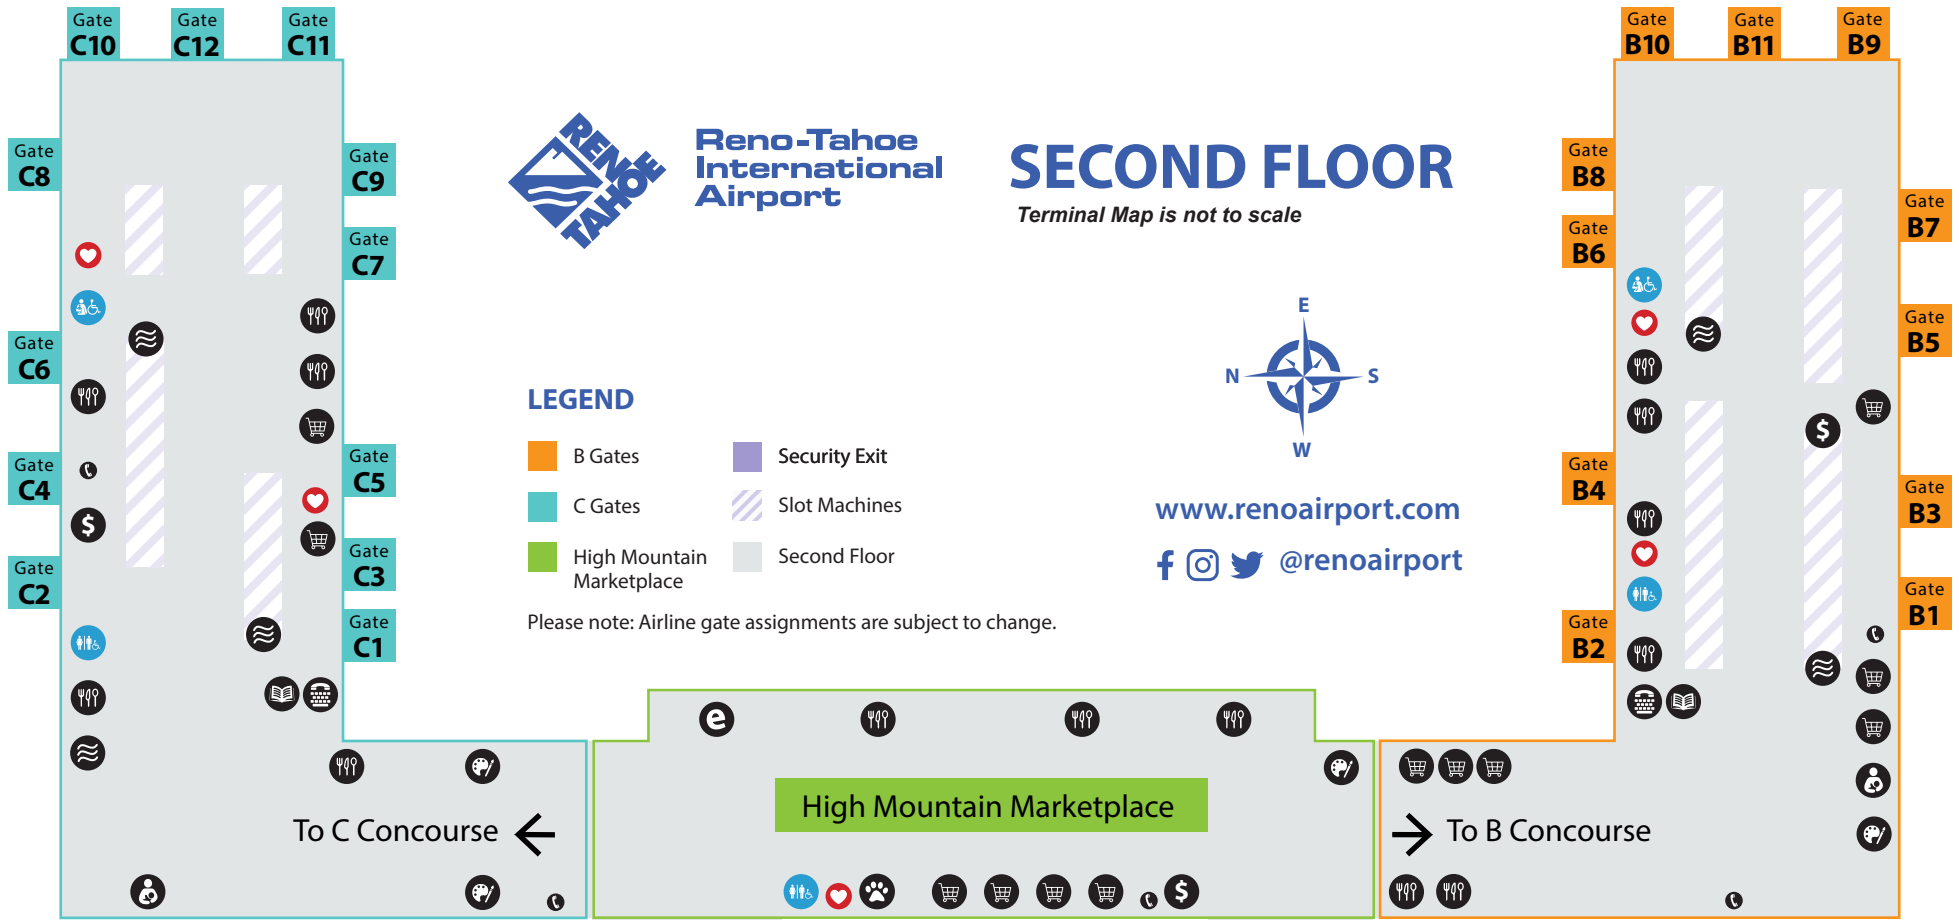 Gate
C10
Gate
C12
Gate
C11
Gate
B10
Gate
B11
Gate
B9
Gate
C8
Gate
C9
Gate
C7
Gate
C6
Gate
C4
Gate
C5
Gate
C2
Gate
C3
Gate
C1
RENO
TAHOE
Reno-Tahoe
International
Airport
SECOND FLOOR
Terminal Map is not to scale
Gate
B8
Gate
B7
Gate
B6
Gate
B5
Gate
B4
Gate
B3
Gate
B2
Gate
B1
E
N
S
W
LEGEND
B Gates
Security Exit
C Gates
Slot Machines
High Mountain
Marketplace
Second Floor
Please note: Airline gate assignments are subject to change.
www.renoairport.com
@renoairport
$
$
e
High Mountain Marketplace
To C Concourse
To B Concourse
$